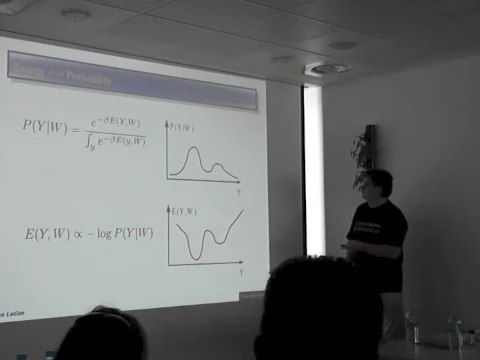 Energy <-> Probability
P(Y|W) = e^{-βE(Y,W)} / ∫_y e^{-βE(y,W)}
P(Y,W)
Y
E(Y,W) ∝ - log P(Y|W)
E(Y,W)
Y
LeCun